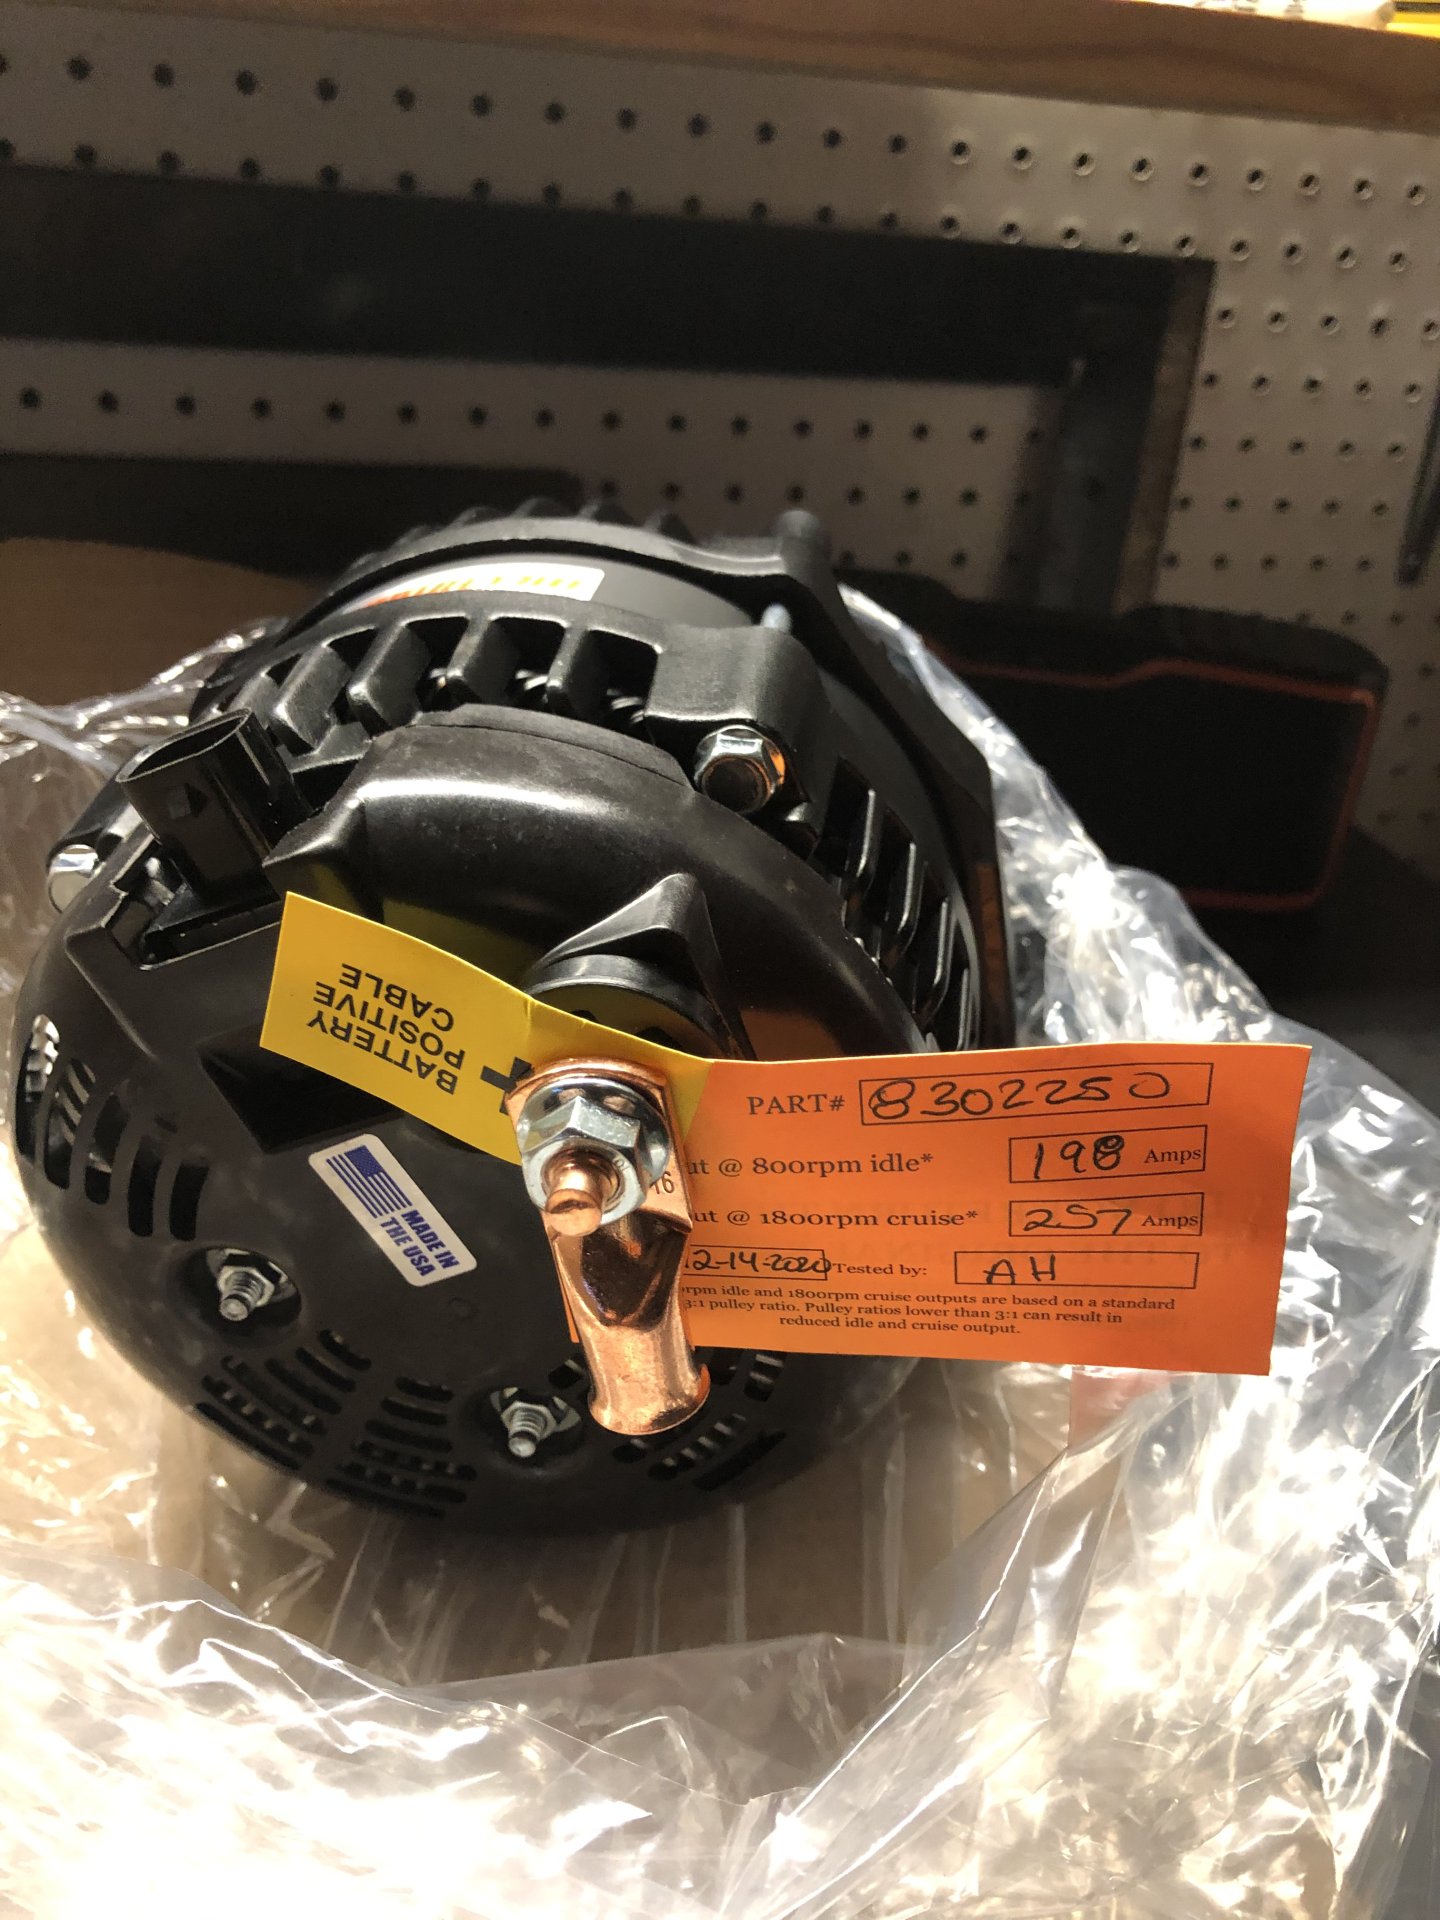 BATTERY
POSITIVE
CABLE
+
PART# 8302250
ut @ 800rpm idle* 198 Amps
ut @ 1800rpm cruise* 257 Amps
12-14-2020 Tested by: AH
rpm idle and 1800rpm cruise outputs are based on a standard
3:1 pulley ratio. Pulley ratios lower than 3:1 can result in
reduced idle and cruise output.
16
MADE IN
THE USA